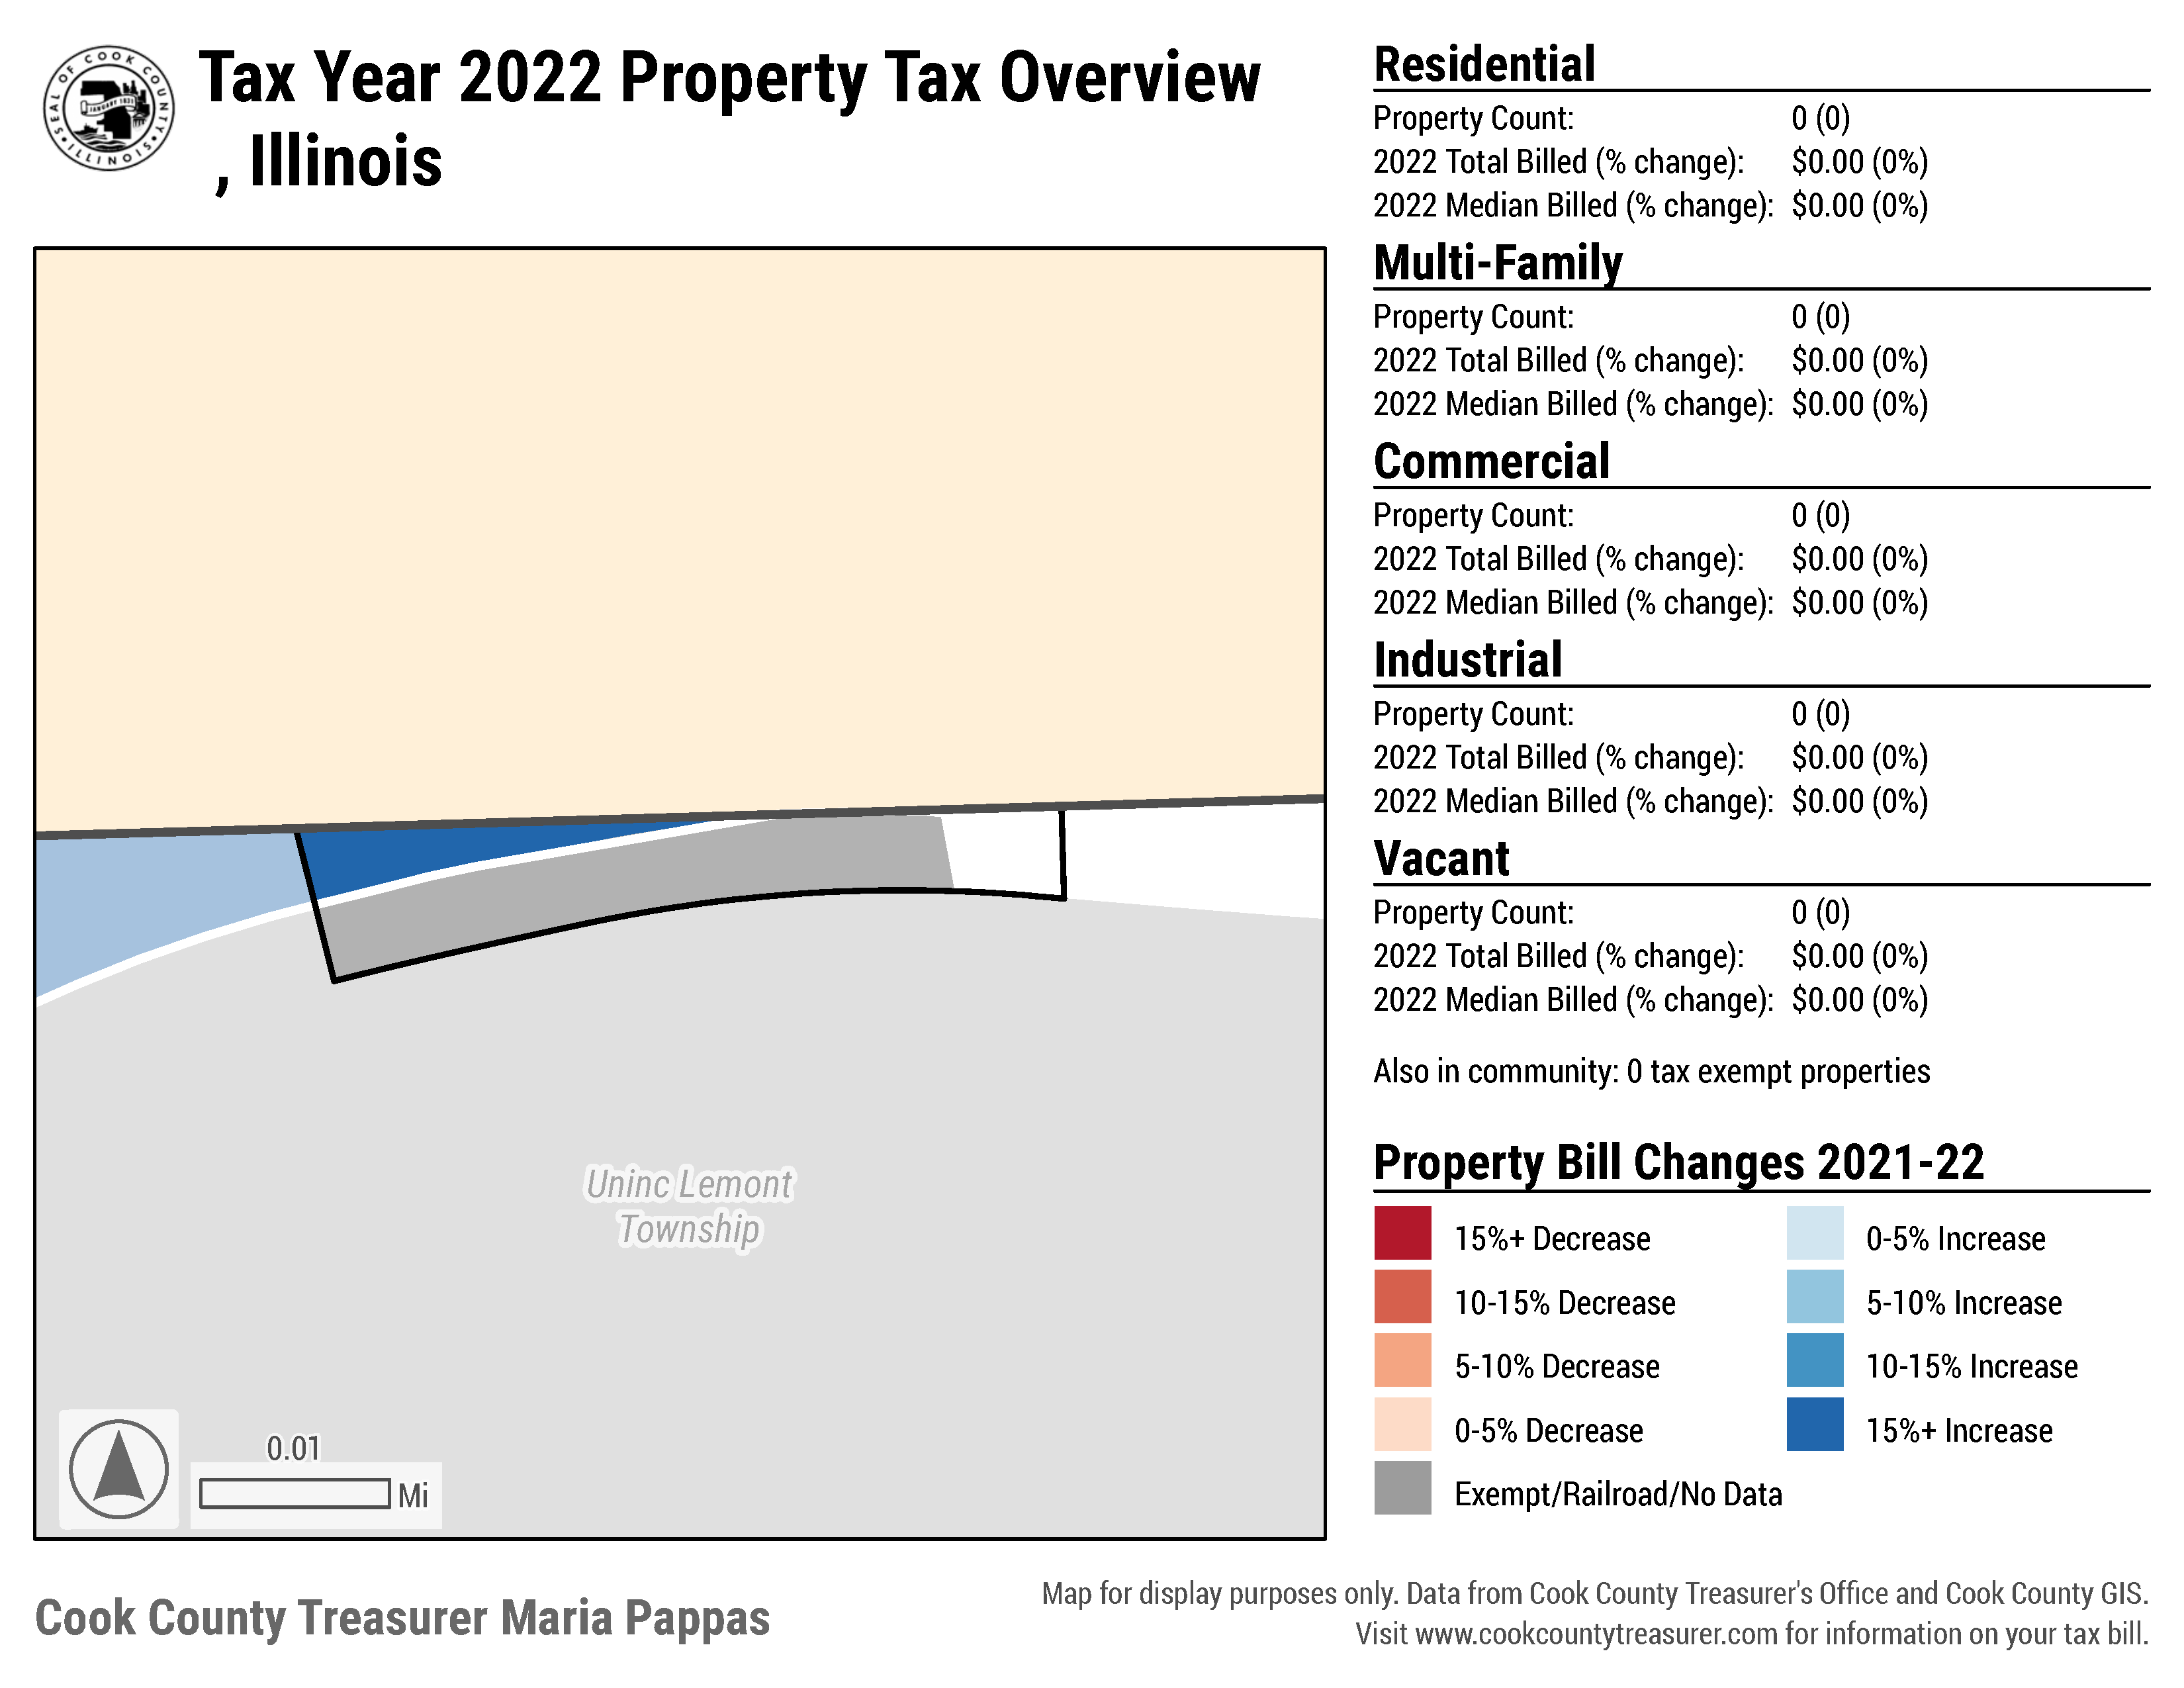 SEAL OF COOK COUNTY
ILLINOIS
JANUARY 1831
Tax Year 2022 Property Tax Overview
, Illinois
Residential
Property Count: 0 (0)
2022 Total Billed (% change): $0.00 (0%)
2022 Median Billed (% change): $0.00 (0%)
Multi-Family
Property Count: 0 (0)
2022 Total Billed (% change): $0.00 (0%)
2022 Median Billed (% change): $0.00 (0%)
Commercial
Property Count: 0 (0)
2022 Total Billed (% change): $0.00 (0%)
2022 Median Billed (% change): $0.00 (0%)
Industrial
Property Count: 0 (0)
2022 Total Billed (% change): $0.00 (0%)
2022 Median Billed (% change): $0.00 (0%)
Vacant
Property Count: 0 (0)
2022 Total Billed (% change): $0.00 (0%)
2022 Median Billed (% change): $0.00 (0%)
Also in community: 0 tax exempt properties
Property Bill Changes 2021-22
15%+ Decrease
10-15% Decrease
5-10% Decrease
0-5% Decrease
Exempt/Railroad/No Data
0-5% Increase
5-10% Increase
10-15% Increase
15%+ Increase
Uninc Lemont
Township
0.01
Mi
Cook County Treasurer Maria Pappas
Map for display purposes only. Data from Cook County Treasurer's Office and Cook County GIS.
Visit www.cookcountytreasurer.com for information on your tax bill.